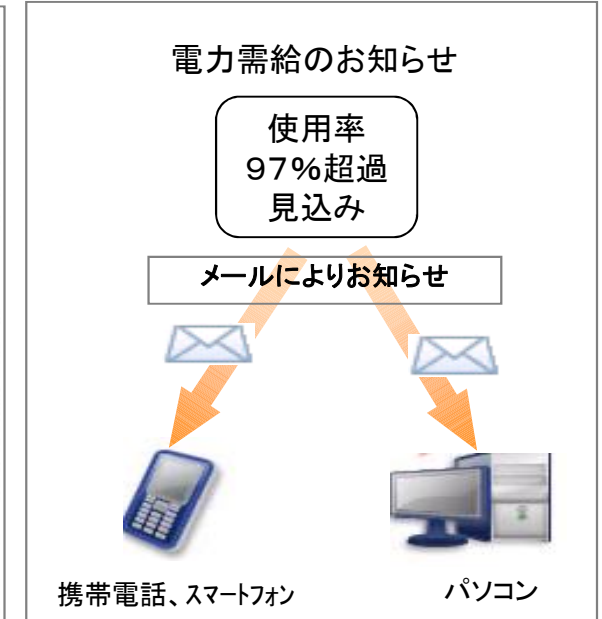 電力需給のお知らせ
使用率
９７％超過
見込み
メールによりお知らせ
携帯電話、スマートフォン
パソコン